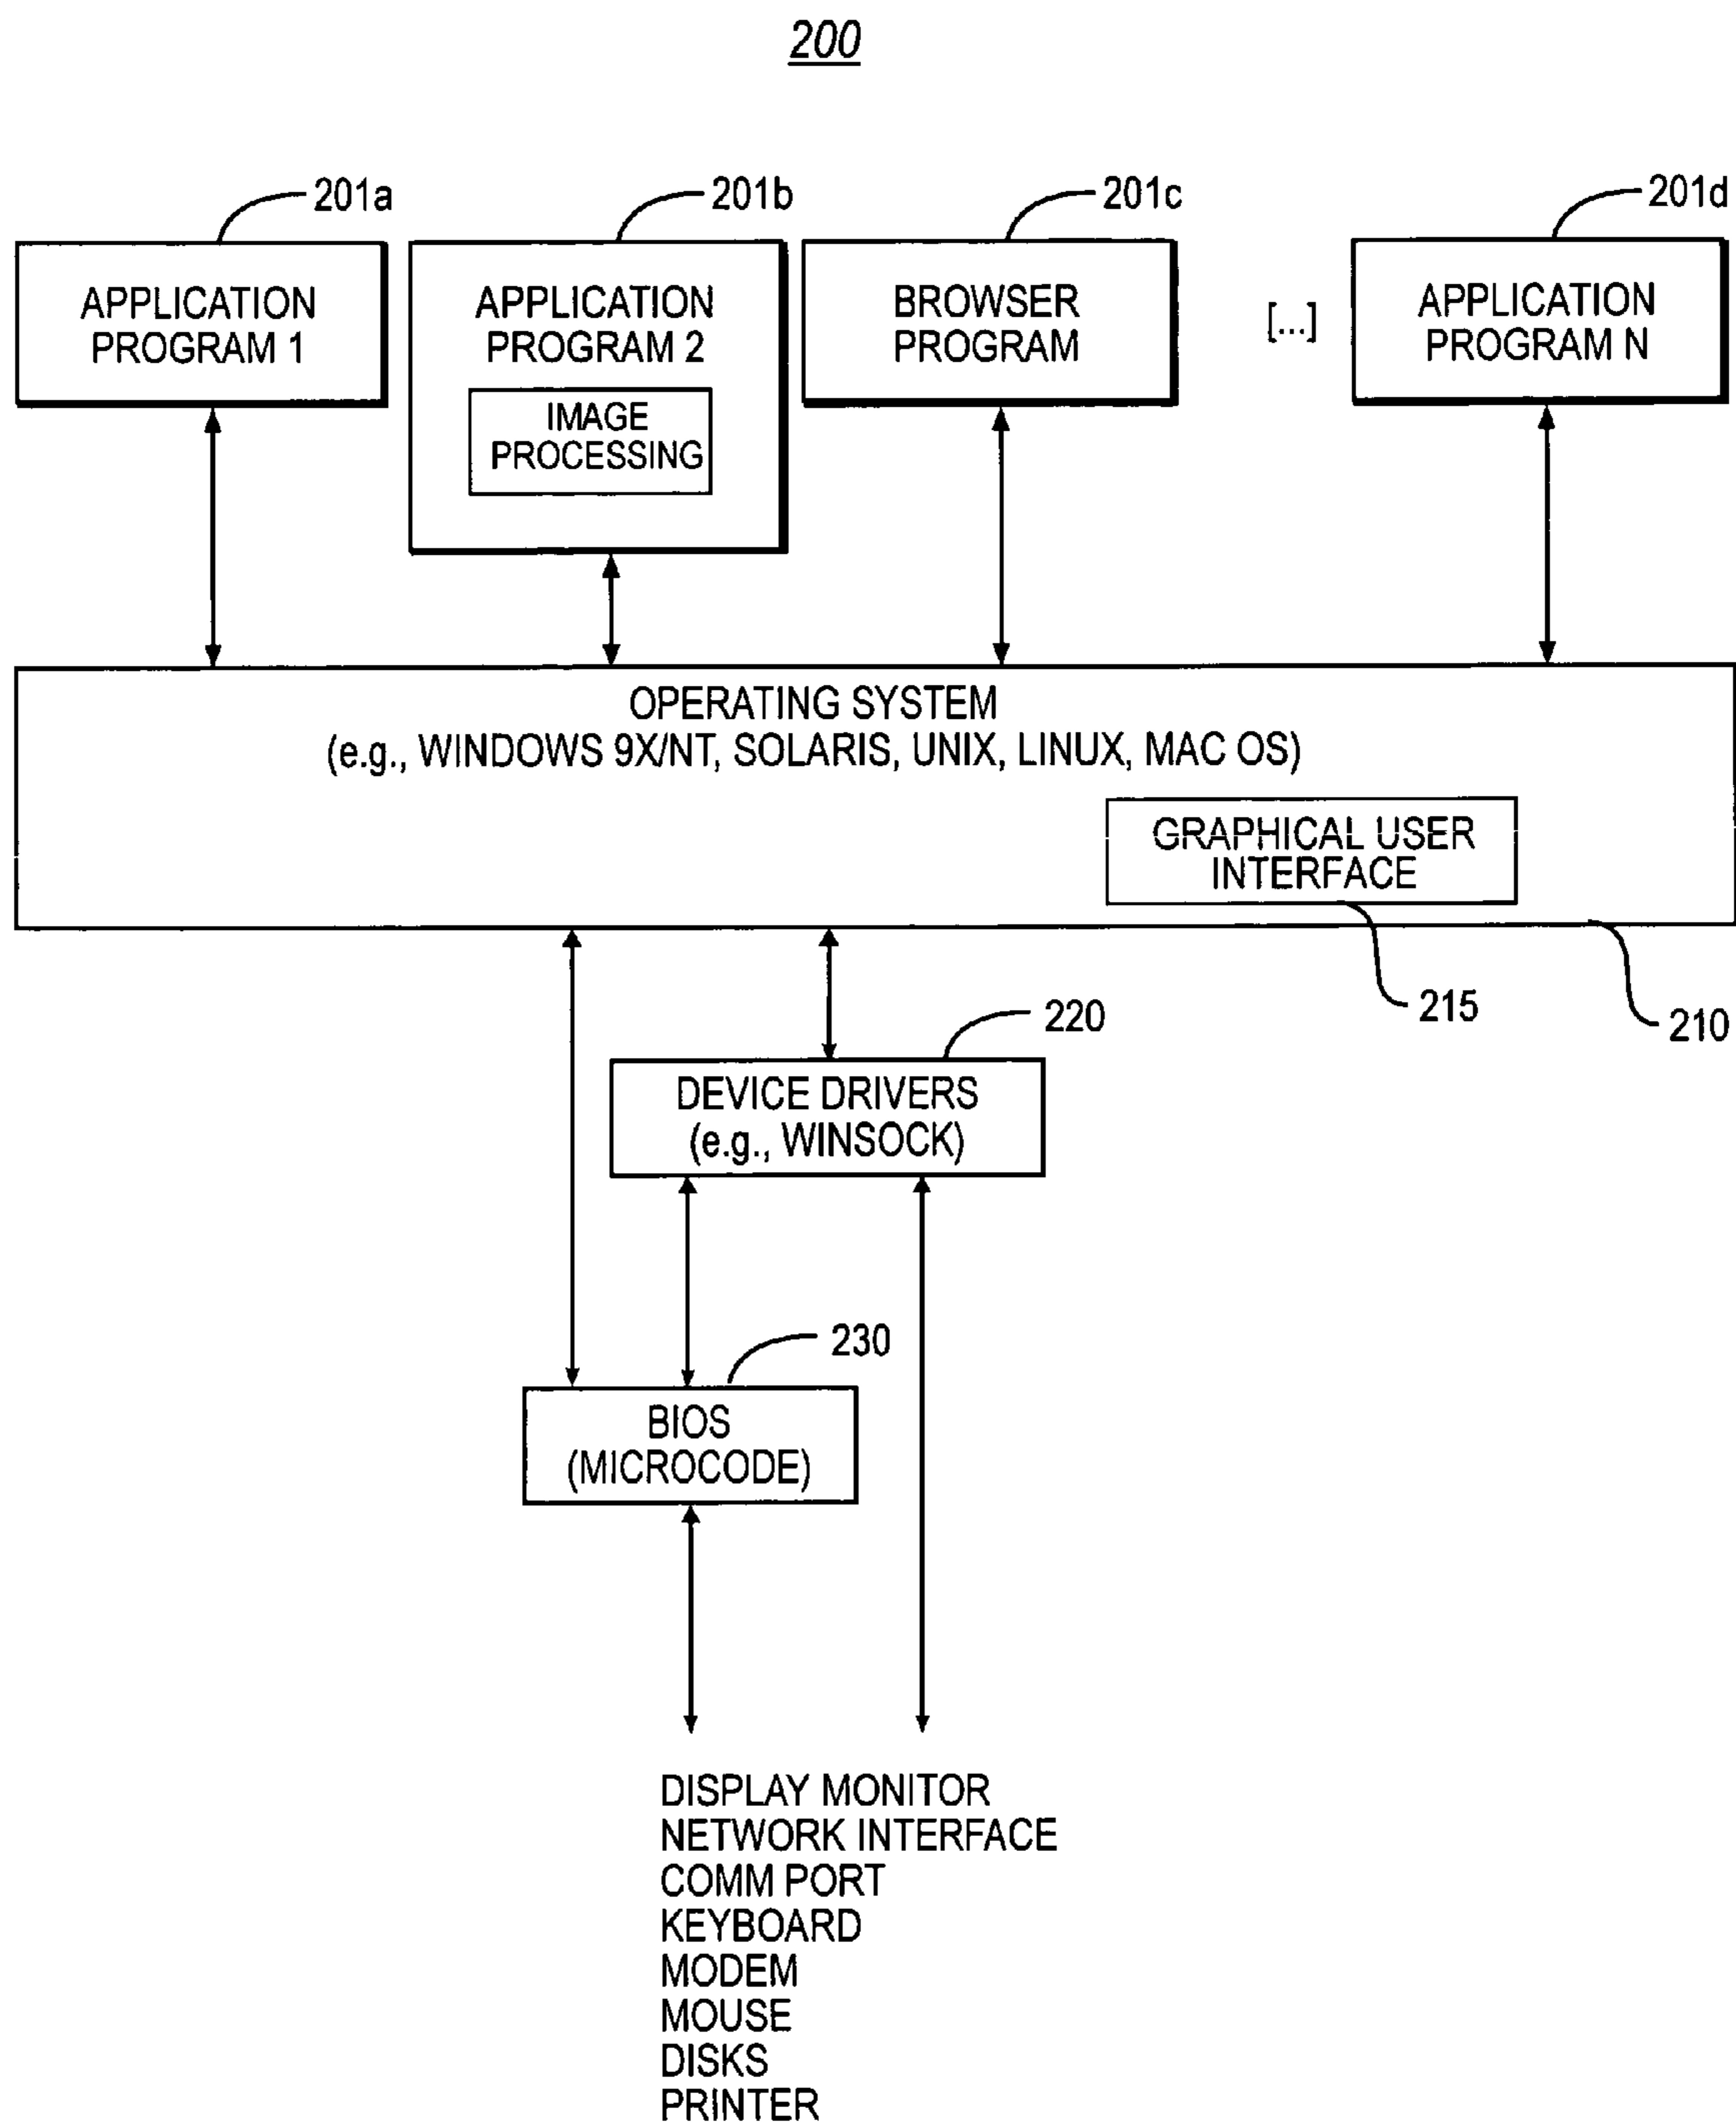 200
201a
201b
201c
201d
APPLICATION
PROGRAM 1
APPLICATION
PROGRAM 2
IMAGE
PROCESSING
BROWSER
PROGRAM
[...]
APPLICATION
PROGRAM N
OPERATING SYSTEM
(e.g., WINDOWS 9X/NT, SOLARIS, UNIX, LINUX, MAC OS)
GRAPHICAL USER
INTERFACE
215
210
220
DEVICE DRIVERS
(e.g., WINSOCK)
230
BIOS
(MICROCODE)
DISPLAY MONITOR
NETWORK INTERFACE
COMM PORT
KEYBOARD
MODEM
MOUSE
DISKS
PRINTER